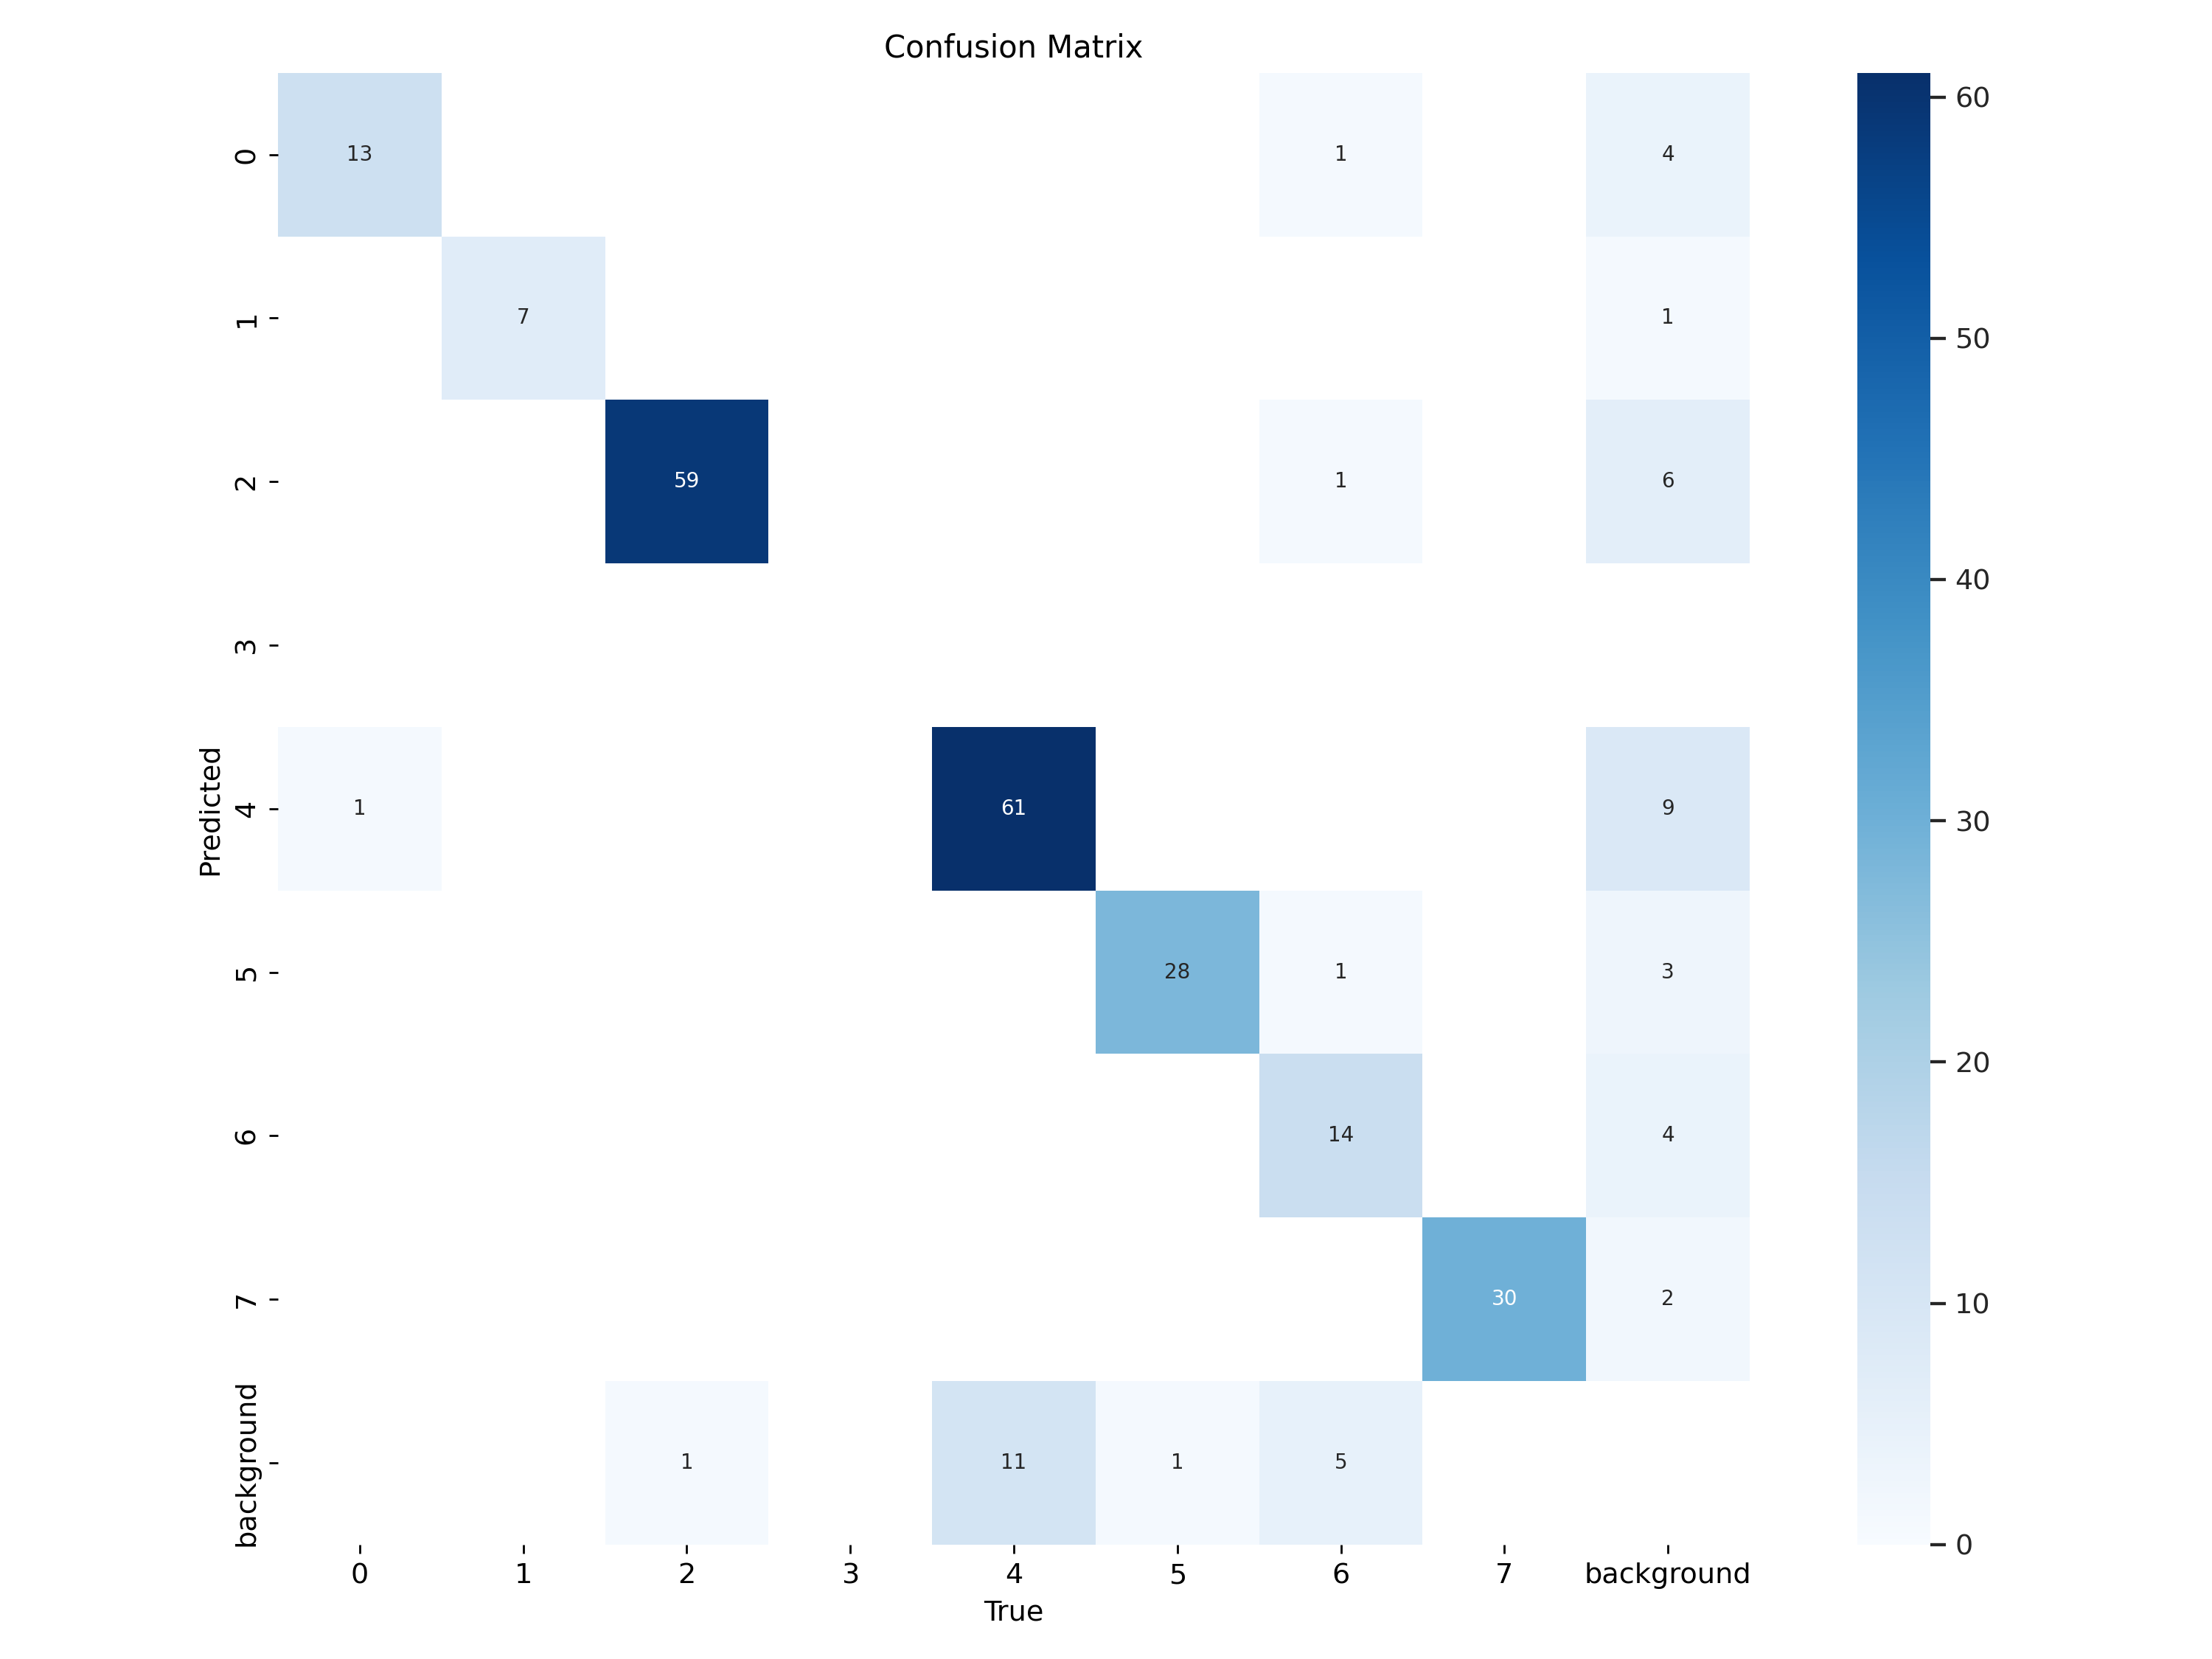 Confusion Matrix
0 13 1 4
1 7 1
2 59 1 6
3
4 1 61 9
5 28 1 3
6 14 4
7 30 2
background 1 11 1 5
0 1 2 3 4 5 6 7 background
True
Predicted
60
50
40
30
20
10
0